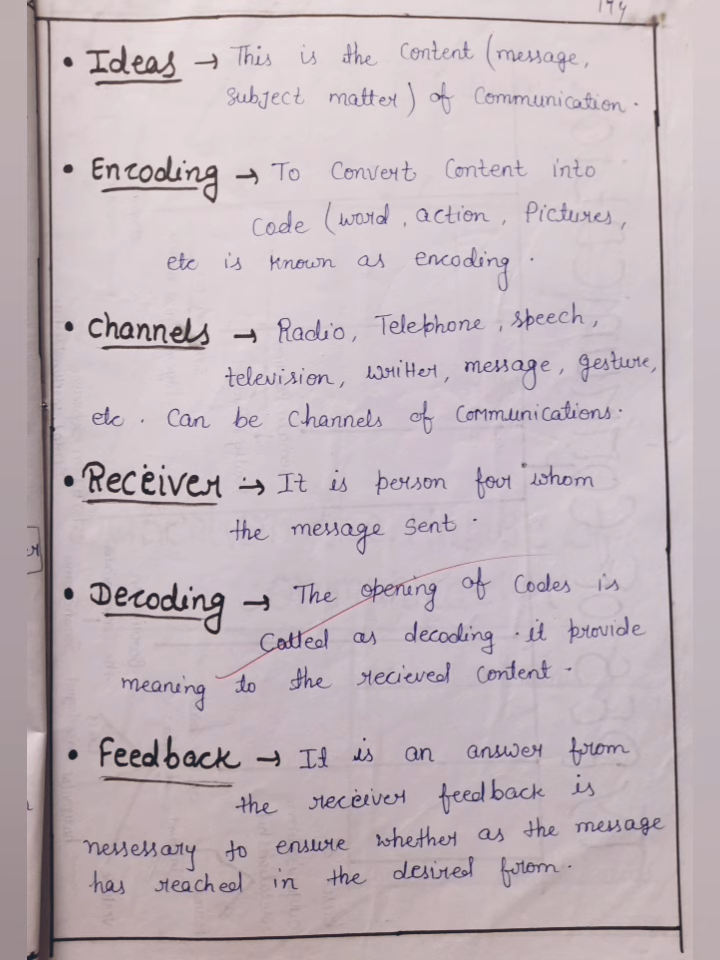 • Ideas → This is the content (message,
subject matter) of communication.
• Encoding → To convert content into
code (word, action, Pictures,
etc is known as encoding.
• Channels → Radio, Telephone, speech,
television, writter, message, gesture,
etc. Can be channels of communications.
• Receiver → It is person four whom
the message sent.
• Decoding → The opening of codes is
Called as decoding. it provide
meaning to the recieved content.
• Feedback → It is an answer from
the receiver feedback is
nessessary to ensure whether as the message
has reached in the desired from.